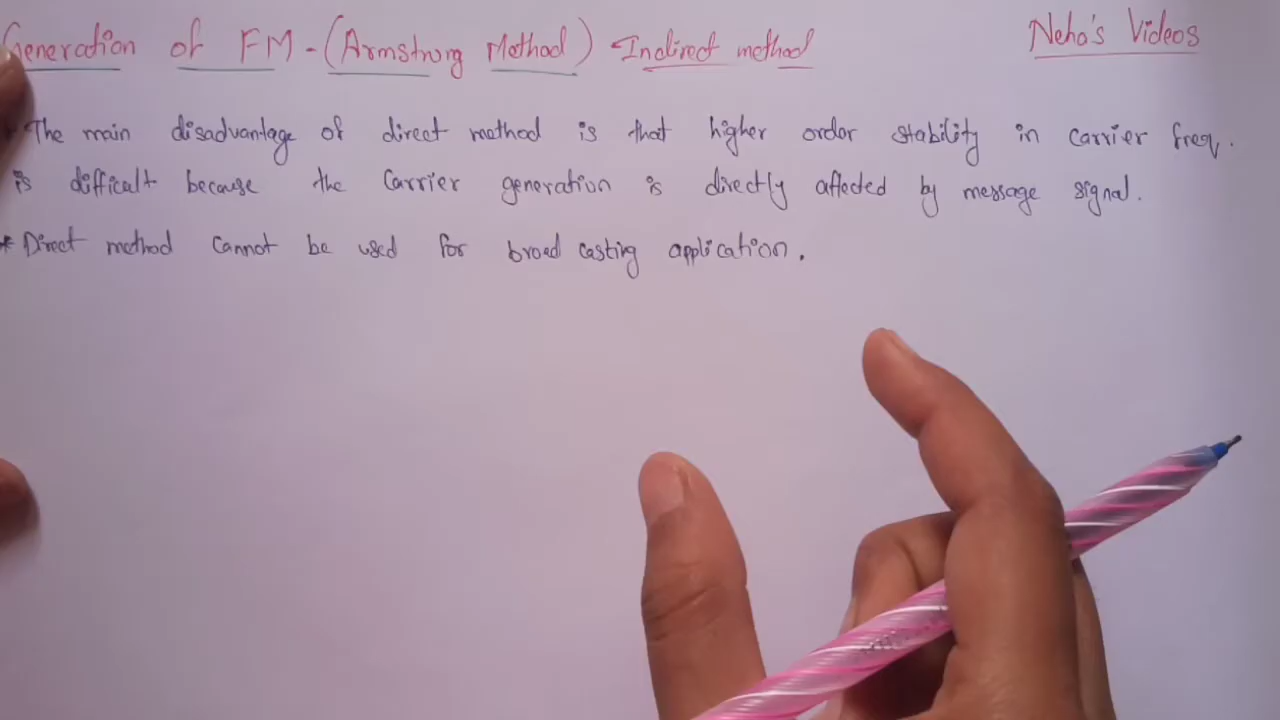 Generation of FM - (Armstrong Method) Indirect method
Neha's Videos
The main disadvantage of direct method is that higher order stability in carrier freq.
is difficult because the carrier generation is directly affected by message signal.
* Direct method cannot be used for broad casting application.